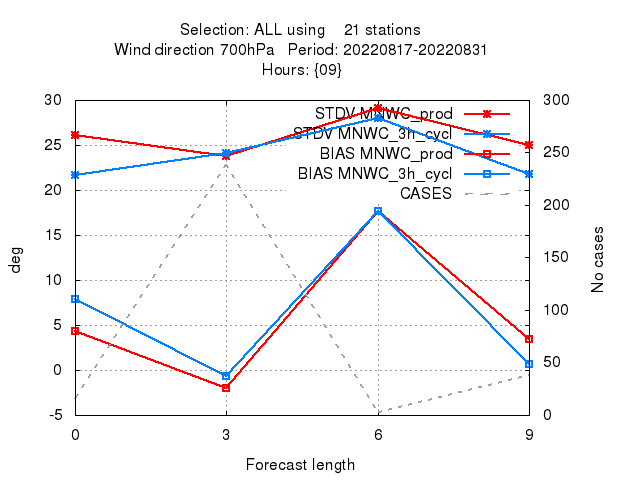 Selection: ALL using 21 stations
Wind direction 700hPa Period: 20220817-20220831
Hours: {09}
30
25
20
15
10
5
0
-5
300
250
200
150
100
50
0
STDV MNWC_prod
STDV MNWC_3h_cycl
BIAS MNWC_prod
BIAS MNWC_3h_cycl
CASES
deg
No cases
0 3 6 9
Forecast length